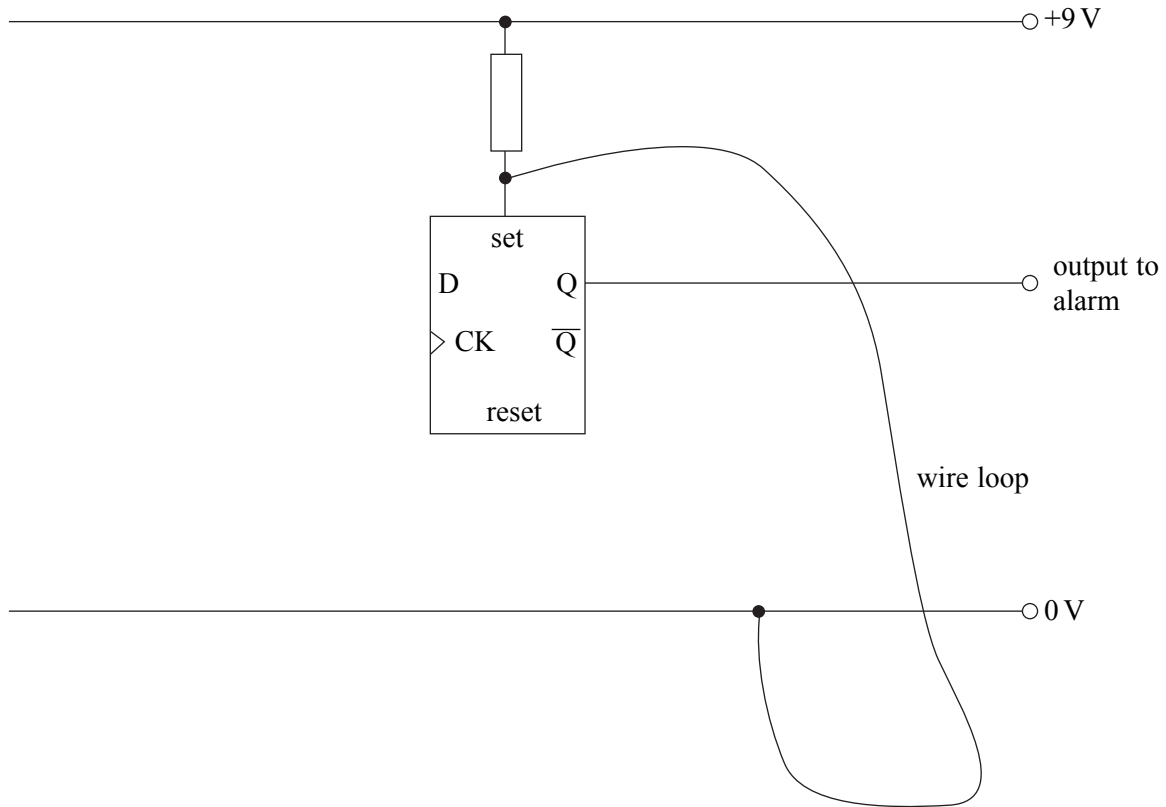 +9 V
set
D
Q
output to
alarm
CK
Q̅
reset
wire loop
0 V